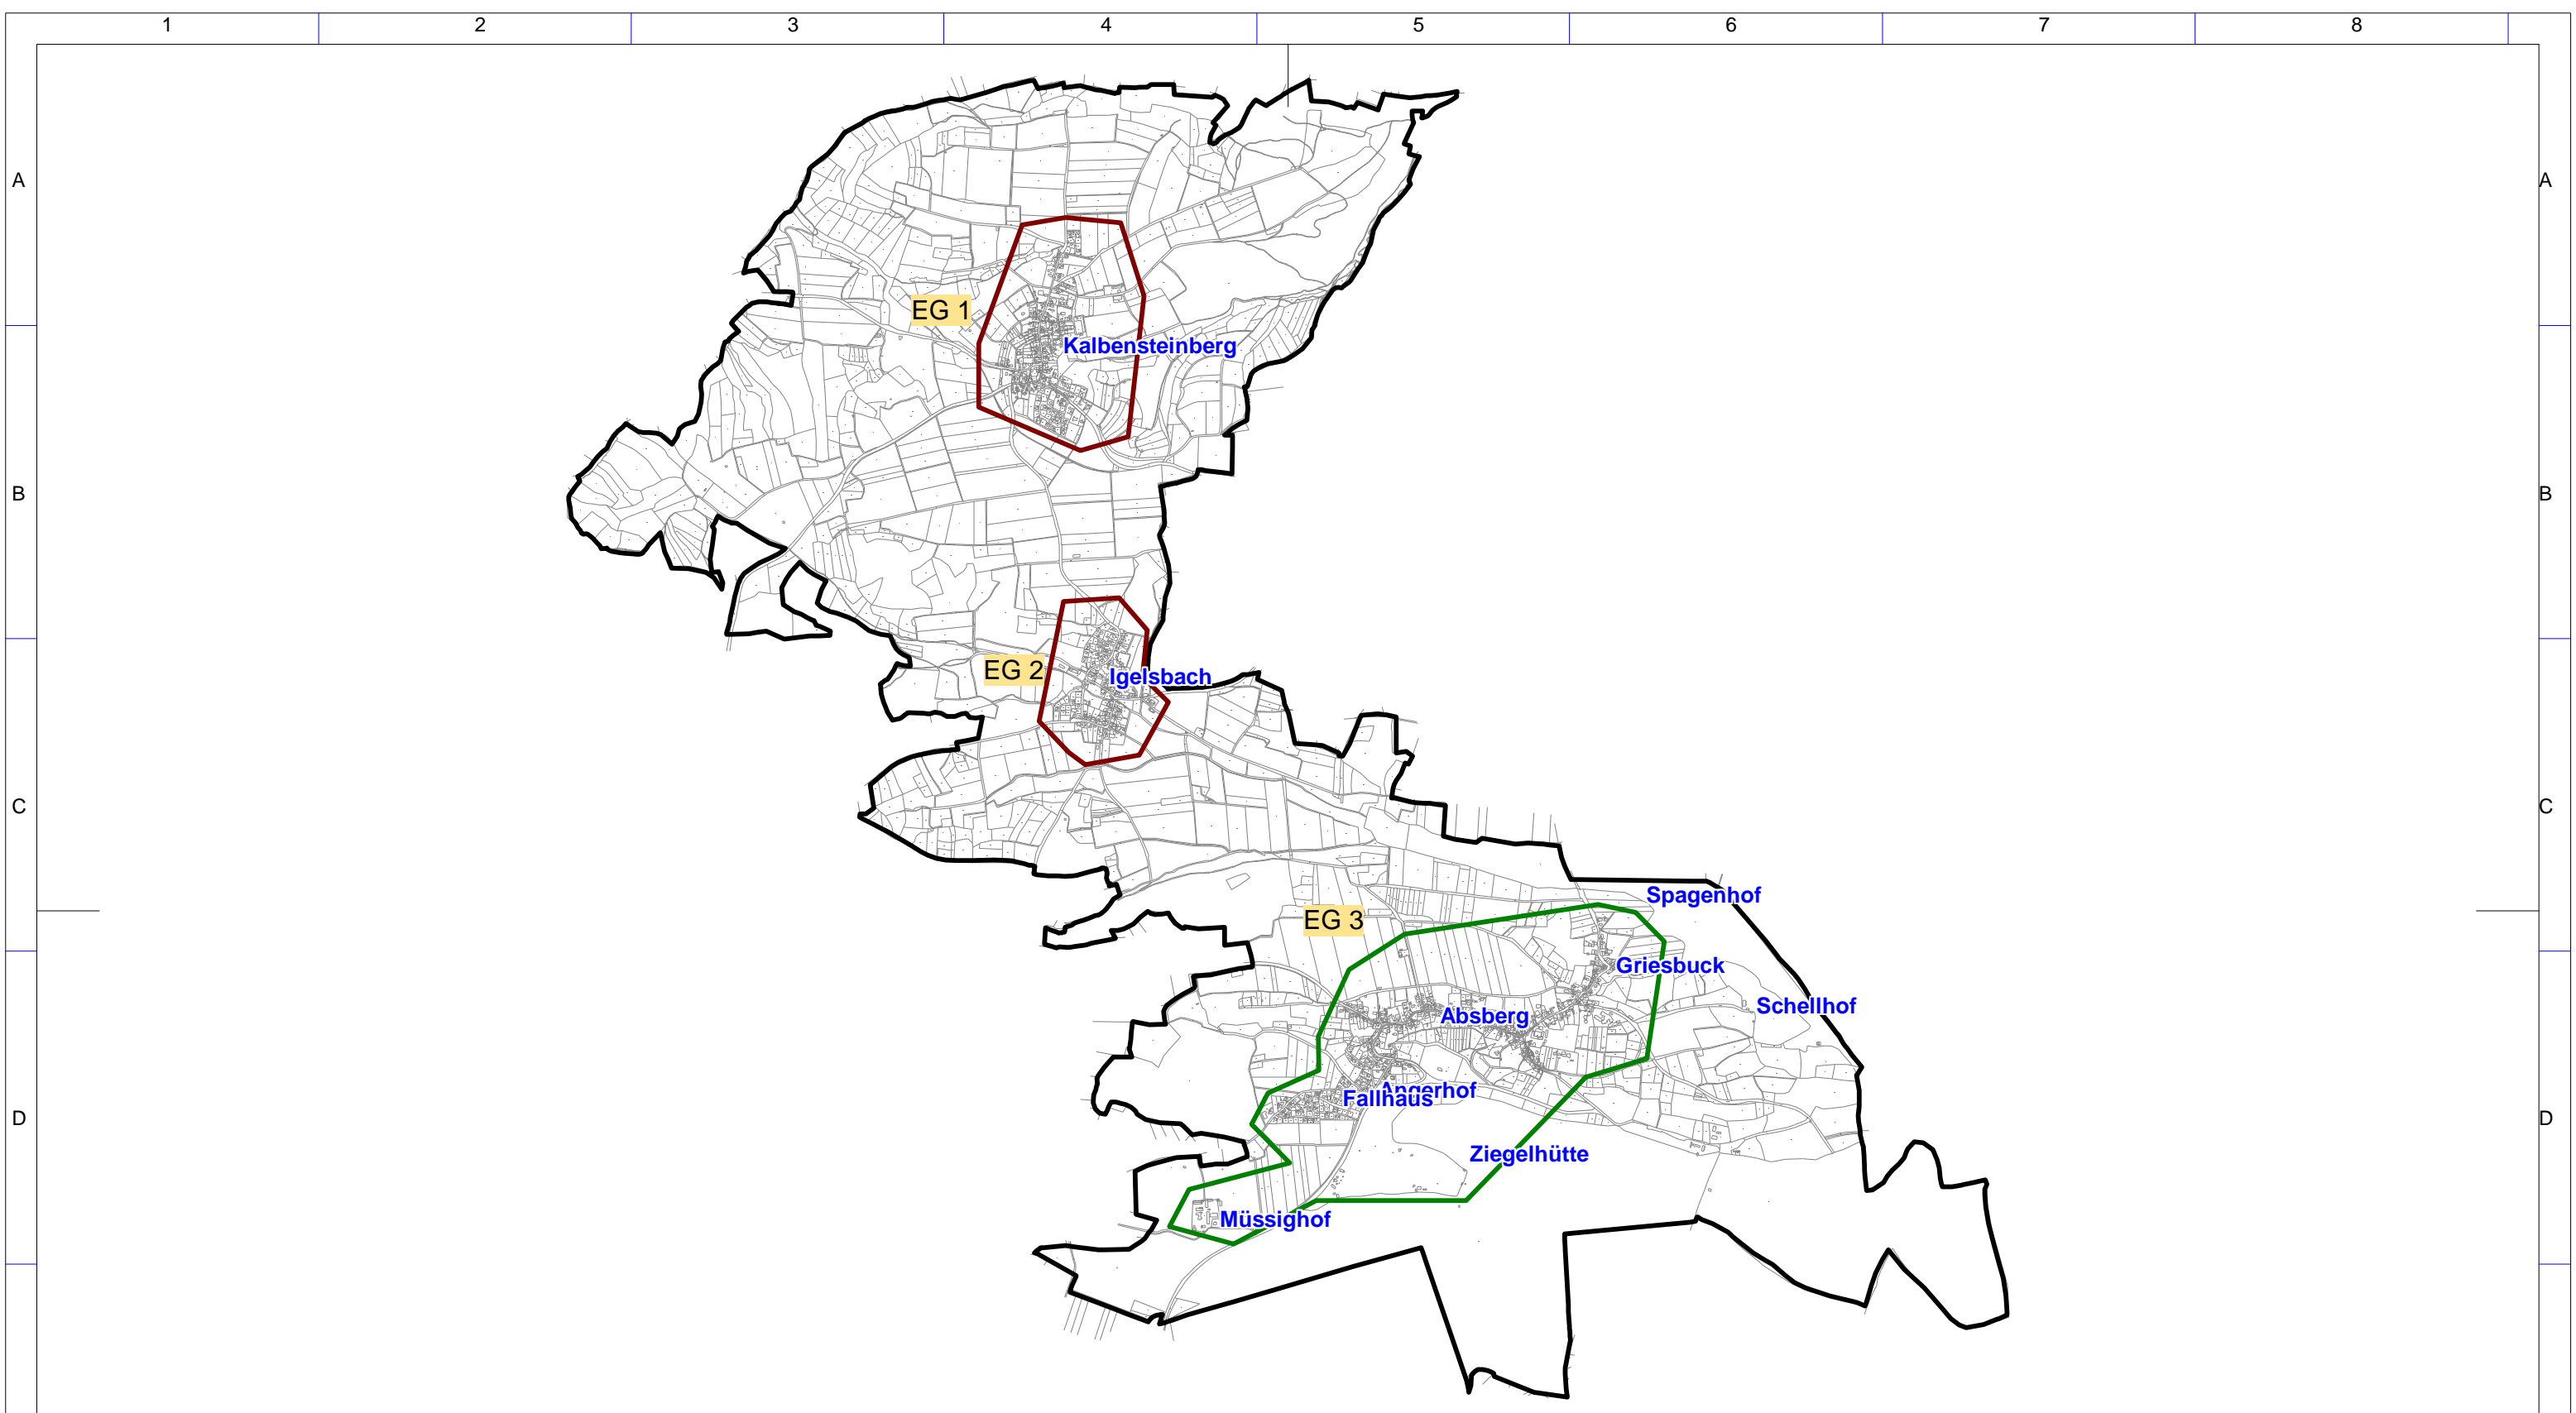 1 2 3 4 5 6 7 8
A A
EG 1
Kalbensteinberg
B B
EG 2
Igelsbach
C C
Spagenhof
EG 3
Griesbuck
Schellhof
Absberg
Angerhof
Fallhaus
D D
Ziegelhütte
Müssighof